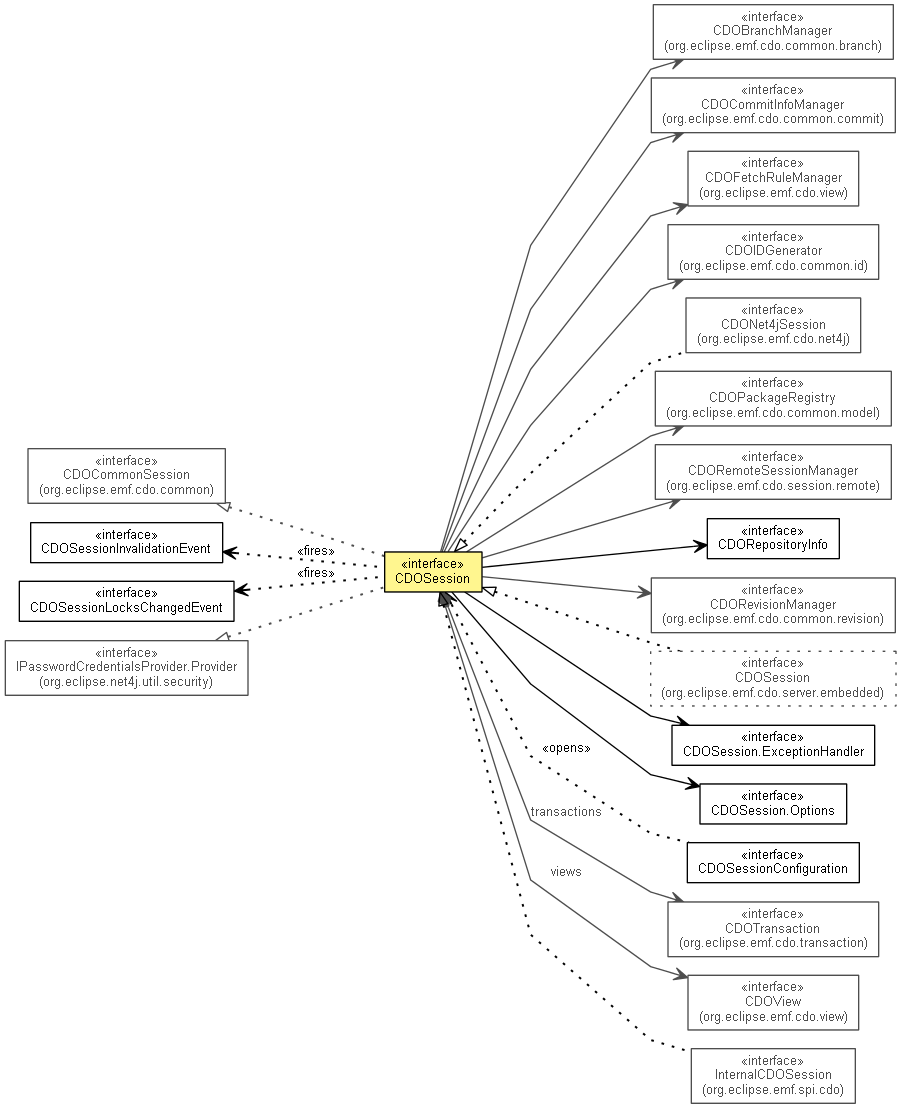 «interface»
CDOBranchManager
(org.eclipse.emf.cdo.common.branch)
«interface»
CDOCommitInfoManager
(org.eclipse.emf.cdo.common.commit)
«interface»
CDOFetchRuleManager
(org.eclipse.emf.cdo.view)
«interface»
CDOIDGenerator
(org.eclipse.emf.cdo.common.id)
«interface»
CDONet4jSession
(org.eclipse.emf.cdo.net4j)
«interface»
CDOPackageRegistry
(org.eclipse.emf.cdo.common.model)
«interface»
CDORemoteSessionManager
(org.eclipse.emf.cdo.session.remote)
«interface»
CDOCommonSession
(org.eclipse.emf.cdo.common)
«interface»
CDOSessionInvalidationEvent
«interface»
CDOSessionLocksChangedEvent
«interface»
IPasswordCredentialsProvider.Provider
(org.eclipse.net4j.util.security)
«fires»
«fires»
«interface»
CDOSession
«interface»
CDORepositoryInfo
«interface»
CDORevisionManager
(org.eclipse.emf.cdo.common.revision)
«interface»
CDOSession
(org.eclipse.emf.cdo.server.embedded)
«interface»
CDOSession.ExceptionHandler
«opens»
«interface»
CDOSession.Options
transactions
«interface»
CDOSessionConfiguration
views
«interface»
CDOTransaction
(org.eclipse.emf.cdo.transaction)
«interface»
CDOView
(org.eclipse.emf.cdo.view)
«interface»
InternalCDOSession
(org.eclipse.emf.spi.cdo)